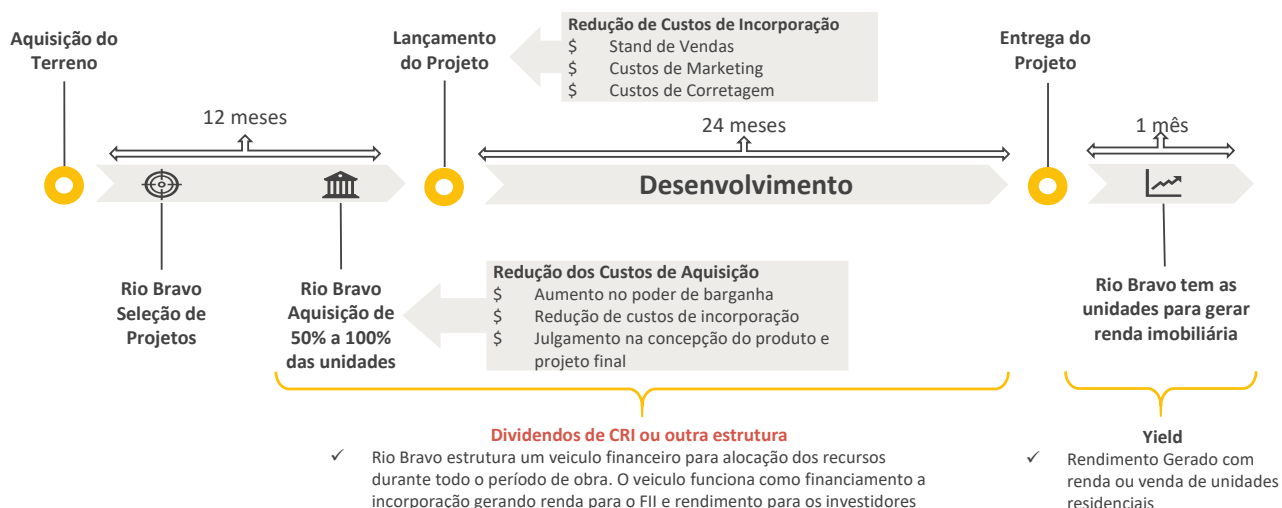 Redução de Custos de Incorporação
$ Stand de Vendas
$ Custos de Marketing
$ Custos de Corretagem
Aquisição do
Terreno
Lançamento
do Projeto
Entrega do
Projeto
12 meses
24 meses
1 mês
Desenvolvimento
Rio Bravo
Seleção de
Projetos
Rio Bravo
Aquisição de
50% a 100%
das unidades
Redução dos Custos de Aquisição
$ Aumento no poder de barganha
$ Redução de custos de incorporação
$ Julgamento na concepção do produto e
projeto final
Rio Bravo tem as
unidades para gerar
renda imobiliária
Dividendos de CRI ou outra estrutura
✓ Rio Bravo estrutura um veiculo financeiro para alocação dos recursos
durante todo o período de obra. O veiculo funciona como financiamento a
incorporação gerando renda para o FII e rendimento para os investidores
Yield
✓ Rendimento Gerado com
renda ou venda de unidades
residenciais